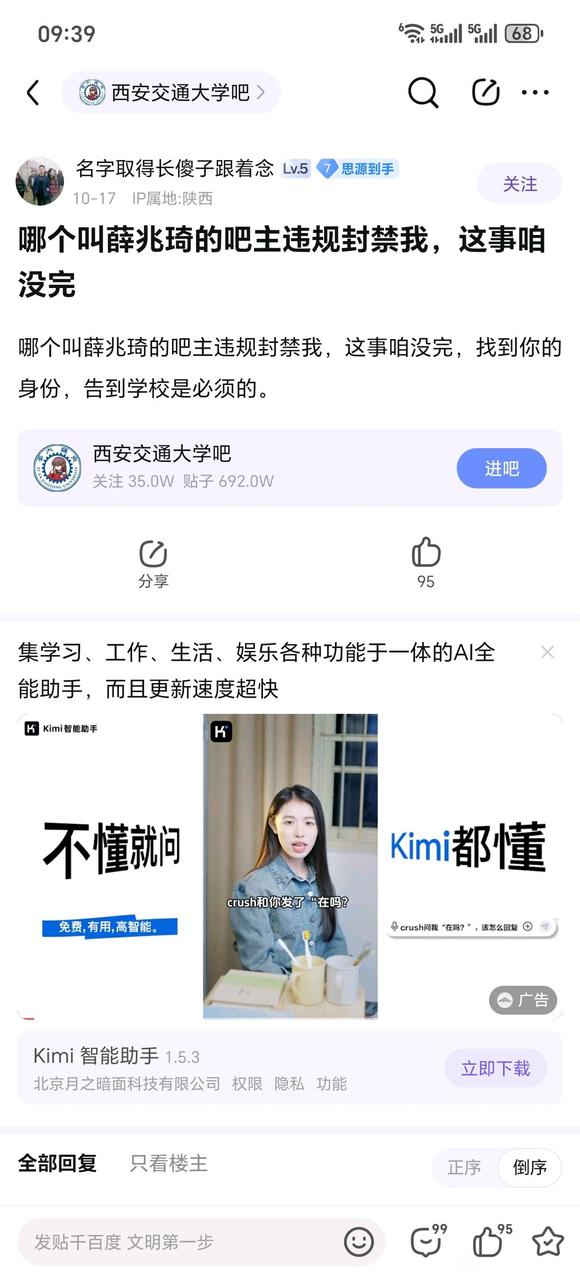 09:39
6 5G 5G 68
西安交通大学吧
名字取得长傻子跟着念 Lv.5 7 思源到手
关注
10-17 IP属地:陕西
哪个叫薛兆琦的吧主违规封禁我，这事咱
没完
哪个叫薛兆琦的吧主违规封禁我，这事咱没完，找到你的
身份，告到学校是必须的。
西安交通大学吧
关注 35.0W 贴子 692.0W
进吧
分享
95
集学习、工作、生活、娱乐各种功能于一体的AI全
能助手，而且更新速度超快
Kimi智能助手
不懂就问
免费,有用,高智能。
crush和你发了“在吗?
Kimi都懂
crush问我“在吗？”，该怎么回复
广告
Kimi 智能助手 1.5.3
北京月之暗面科技有限公司 权限 隐私 功能
立即下载
全部回复 只看楼主
正序 倒序
发贴千百度 文明第一步
99
95